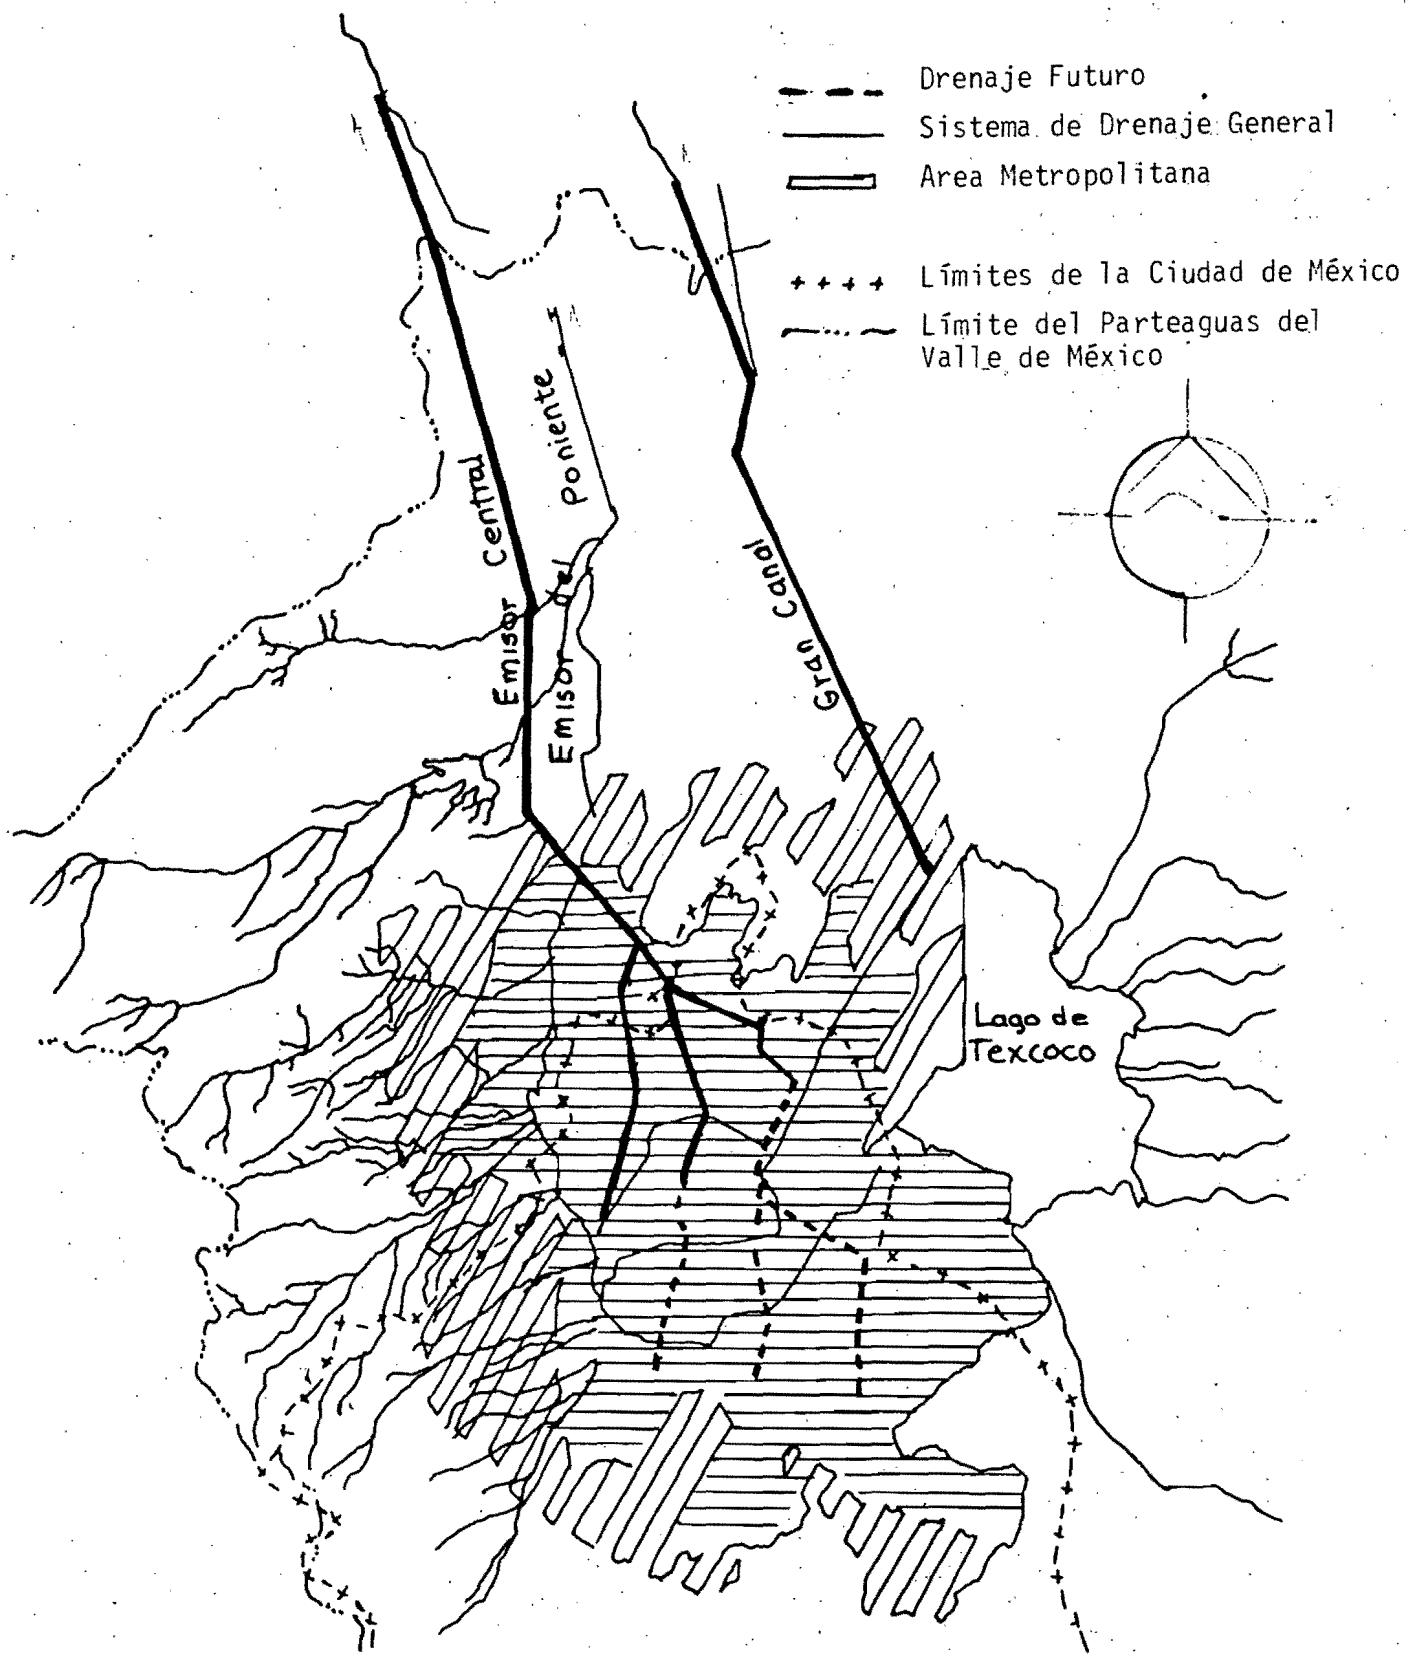 Drenaje Futuro
Sistema de Drenaje General
Area Metropolitana
Límites de la Ciudad de México
Límite del Parteaguas del
Valle de México
Emisor Central
Emisor del Poniente
Gran Canal
Lago de
Texcoco